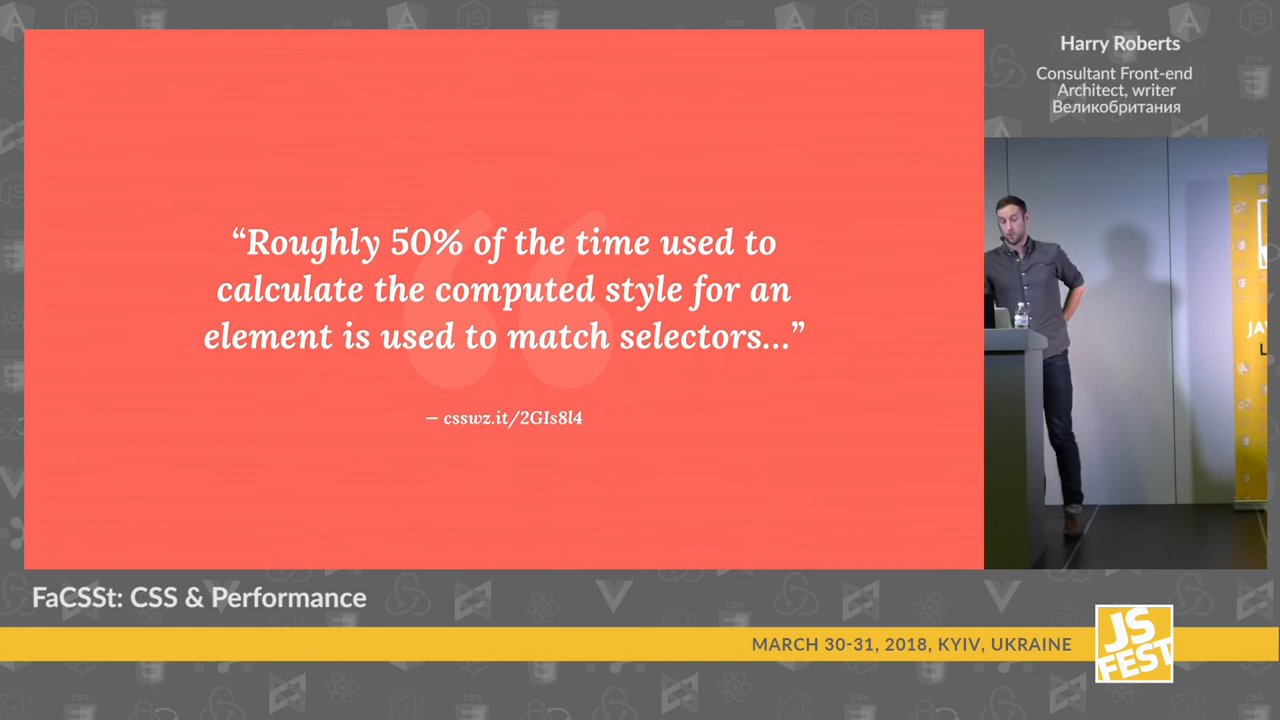 Harry Roberts
Consultant Front-end
Architect, writer
Великобритания
“Roughly 50% of the time used to
calculate the computed style for an
element is used to match selectors…”
— csswz.it/2GIs8l4
FaCSSt: CSS & Performance
MARCH 30-31, 2018, KYIV, UKRAINE
JS
FEST